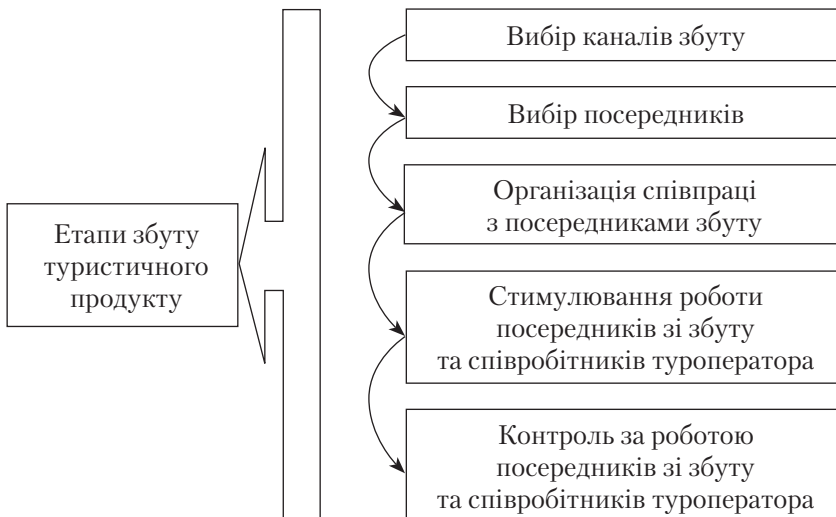 Етапи збуту
туристичного
продукту
Вибір каналів збуту
Вибір посередників
Організація співпраці
з посередниками збуту
Стимулювання роботи
посередників зі збуту
та співробітників туроператора
Контроль за роботою
посередників зі збуту
та співробітників туроператора